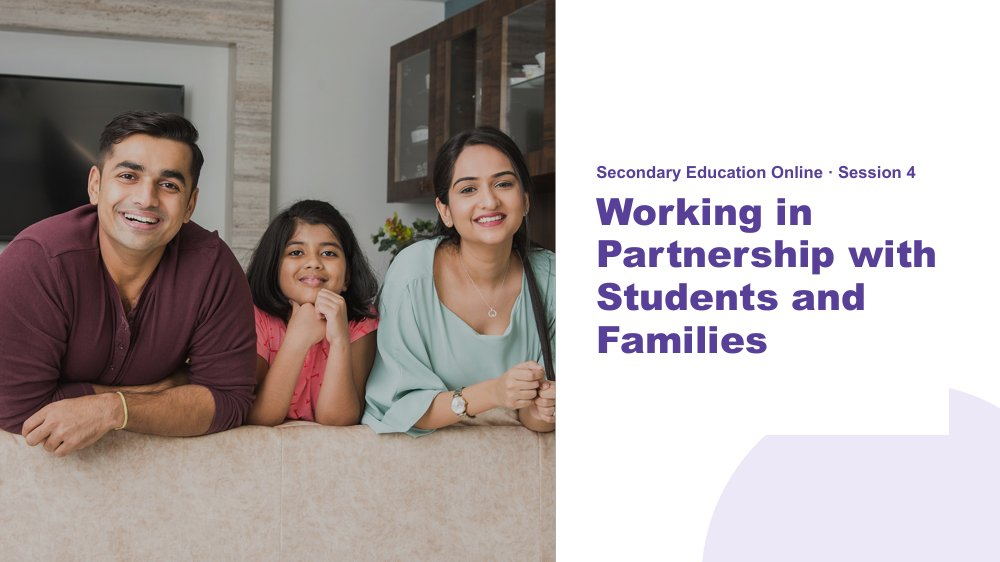 Secondary Education Online · Session 4
Working in
Partnership with
Students and
Families